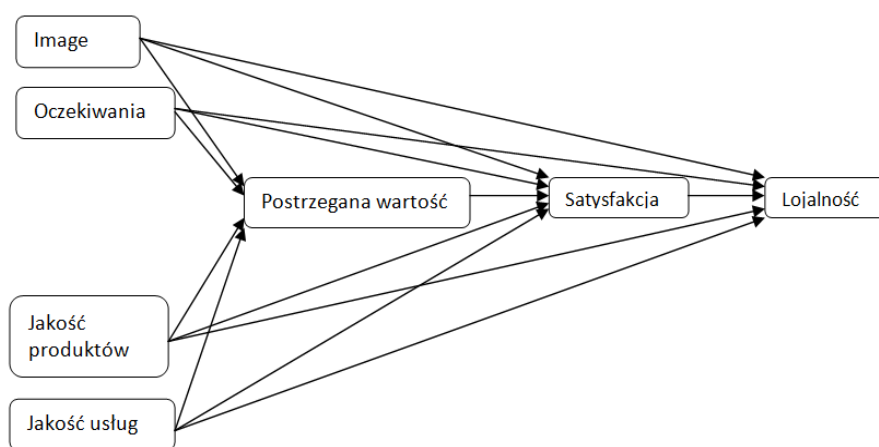 Image
Oczekiwania
Postrzegana wartość
Satysfakcja
Lojalność
Jakość
produktów
Jakość usług